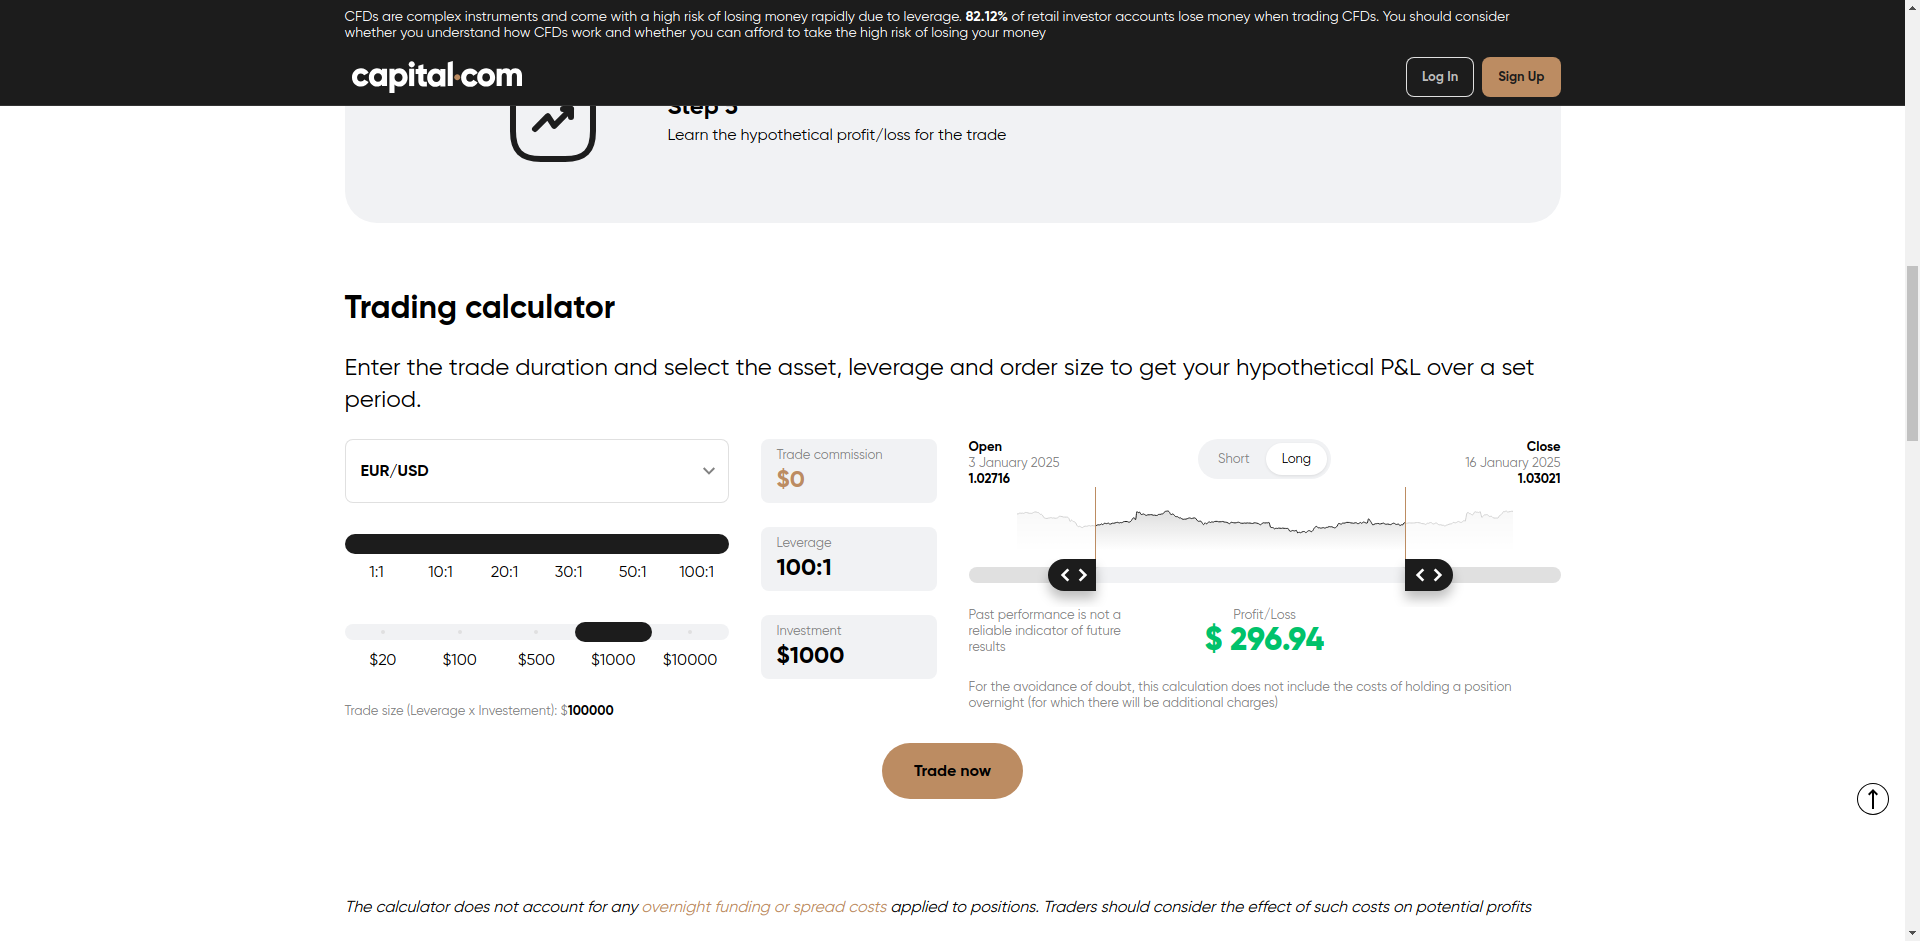 CFDs are complex instruments and come with a high risk of losing money rapidly due to leverage. 82.12% of retail investor accounts lose money when trading CFDs. You should consider
whether you understand how CFDs work and whether you can afford to take the high risk of losing your money
capital.com
Log In
Sign Up
Step 3
Learn the hypothetical profit/loss for the trade
Trading calculator
Enter the trade duration and select the asset, leverage and order size to get your hypothetical P&L over a set
period.
EUR/USD
1:1 10:1 20:1 30:1 50:1 100:1
$20 $100 $500 $1000 $10000
Trade size (Leverage x Investement): $100000
Trade commission
$0
Leverage
100:1
Investment
$1000
Open
3 January 2025
1.02716
Short Long
Close
16 January 2025
1.03021
Past performance is not a
reliable indicator of future
results
Profit/Loss
$ 296.94
For the avoidance of doubt, this calculation does not include the costs of holding a position
overnight (for which there will be additional charges)
Trade now
The calculator does not account for any overnight funding or spread costs applied to positions. Traders should consider the effect of such costs on potential profits